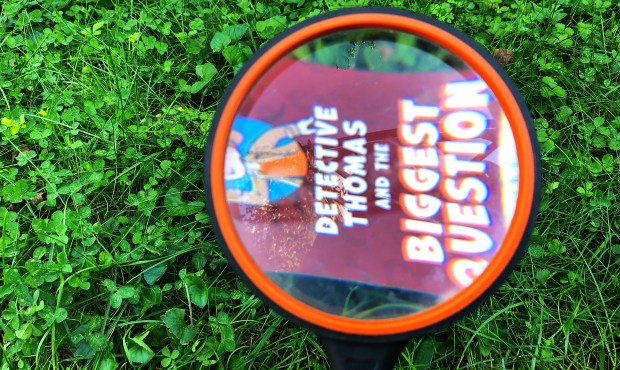 DETECTIVE
THOMAS
AND THE
BIGGEST
QUESTION